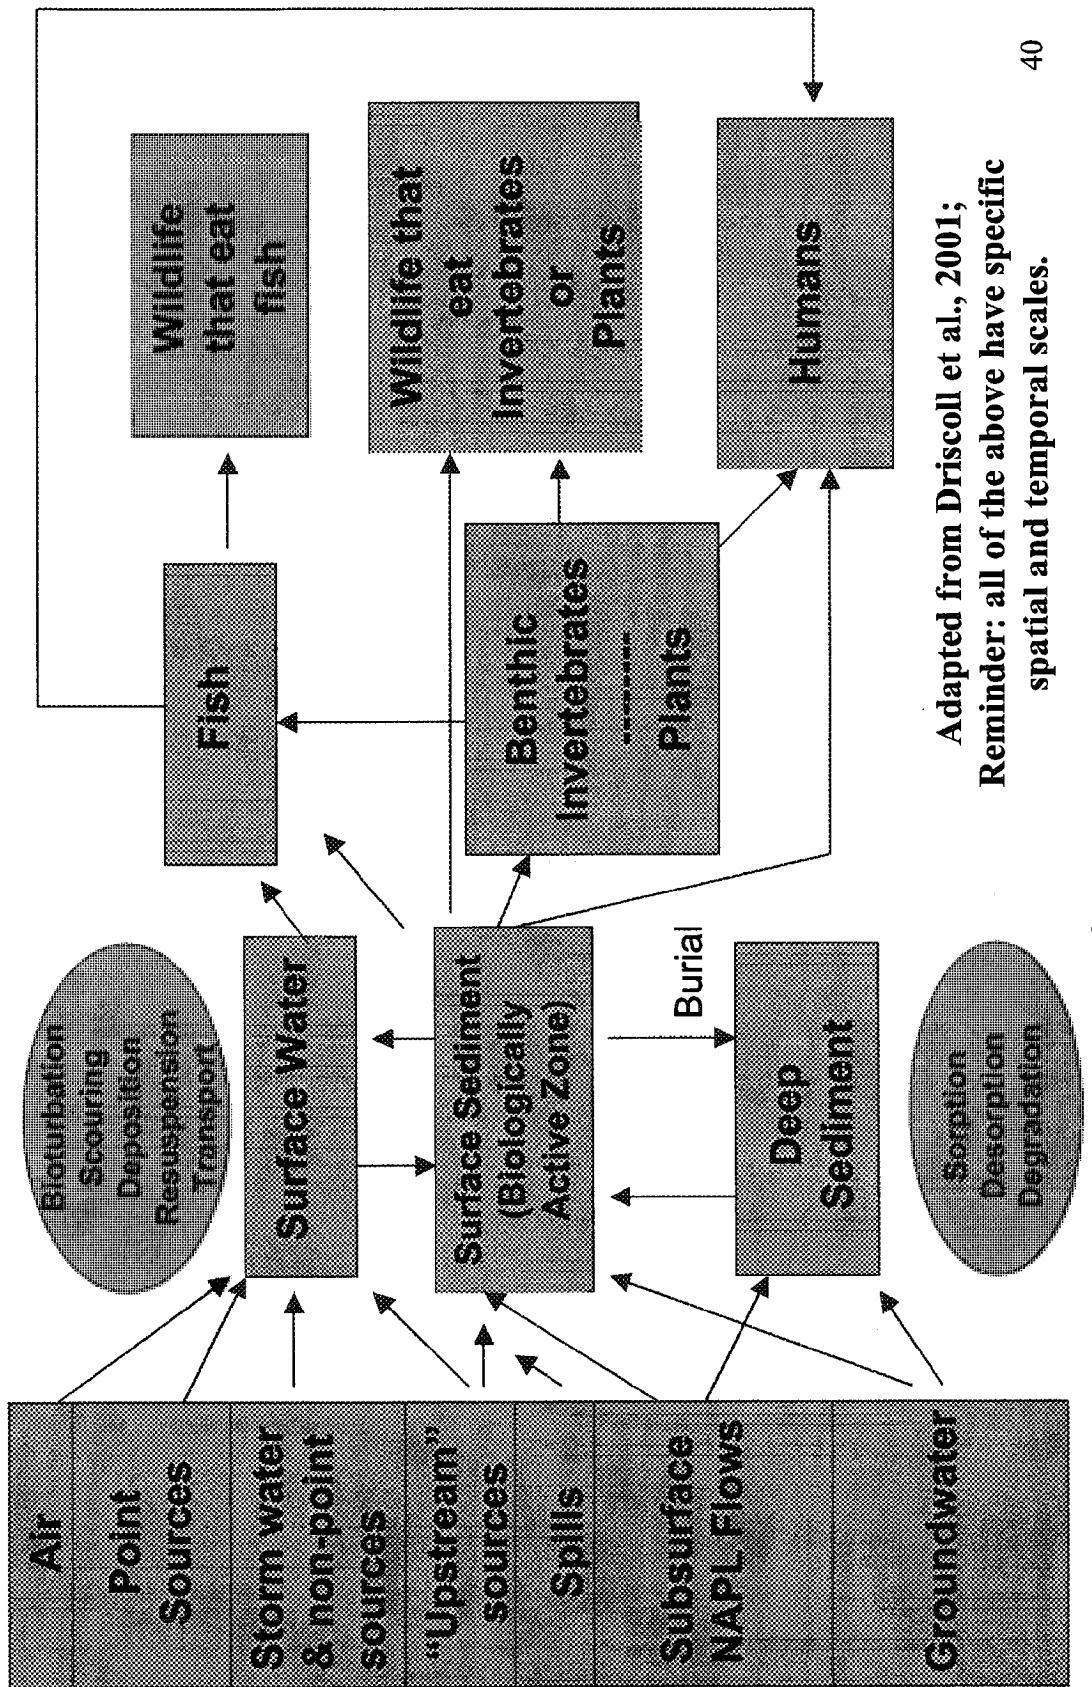 Air
Point
Sources
Storm water
& non-point
sources
“Upstream”
sources
Spills
Subsurface
NAPL Flows
Groundwater
Bioturbation
Scouring
Deposition
Resuspension
Transport
Surface Water
Surface Sediment
(Biologically
Active Zone)
Burial
Deep
Sediment
Sorption
Desorption
Degradation
Fish
Benthic
Invertebrates
Plants
Wildlife
that eat
fish
Wildlife that
eat
Invertebrates
or
Plants
Humans
Adapted from Driscoll et al., 2001;
Reminder: all of the above have specific
spatial and temporal scales.
40